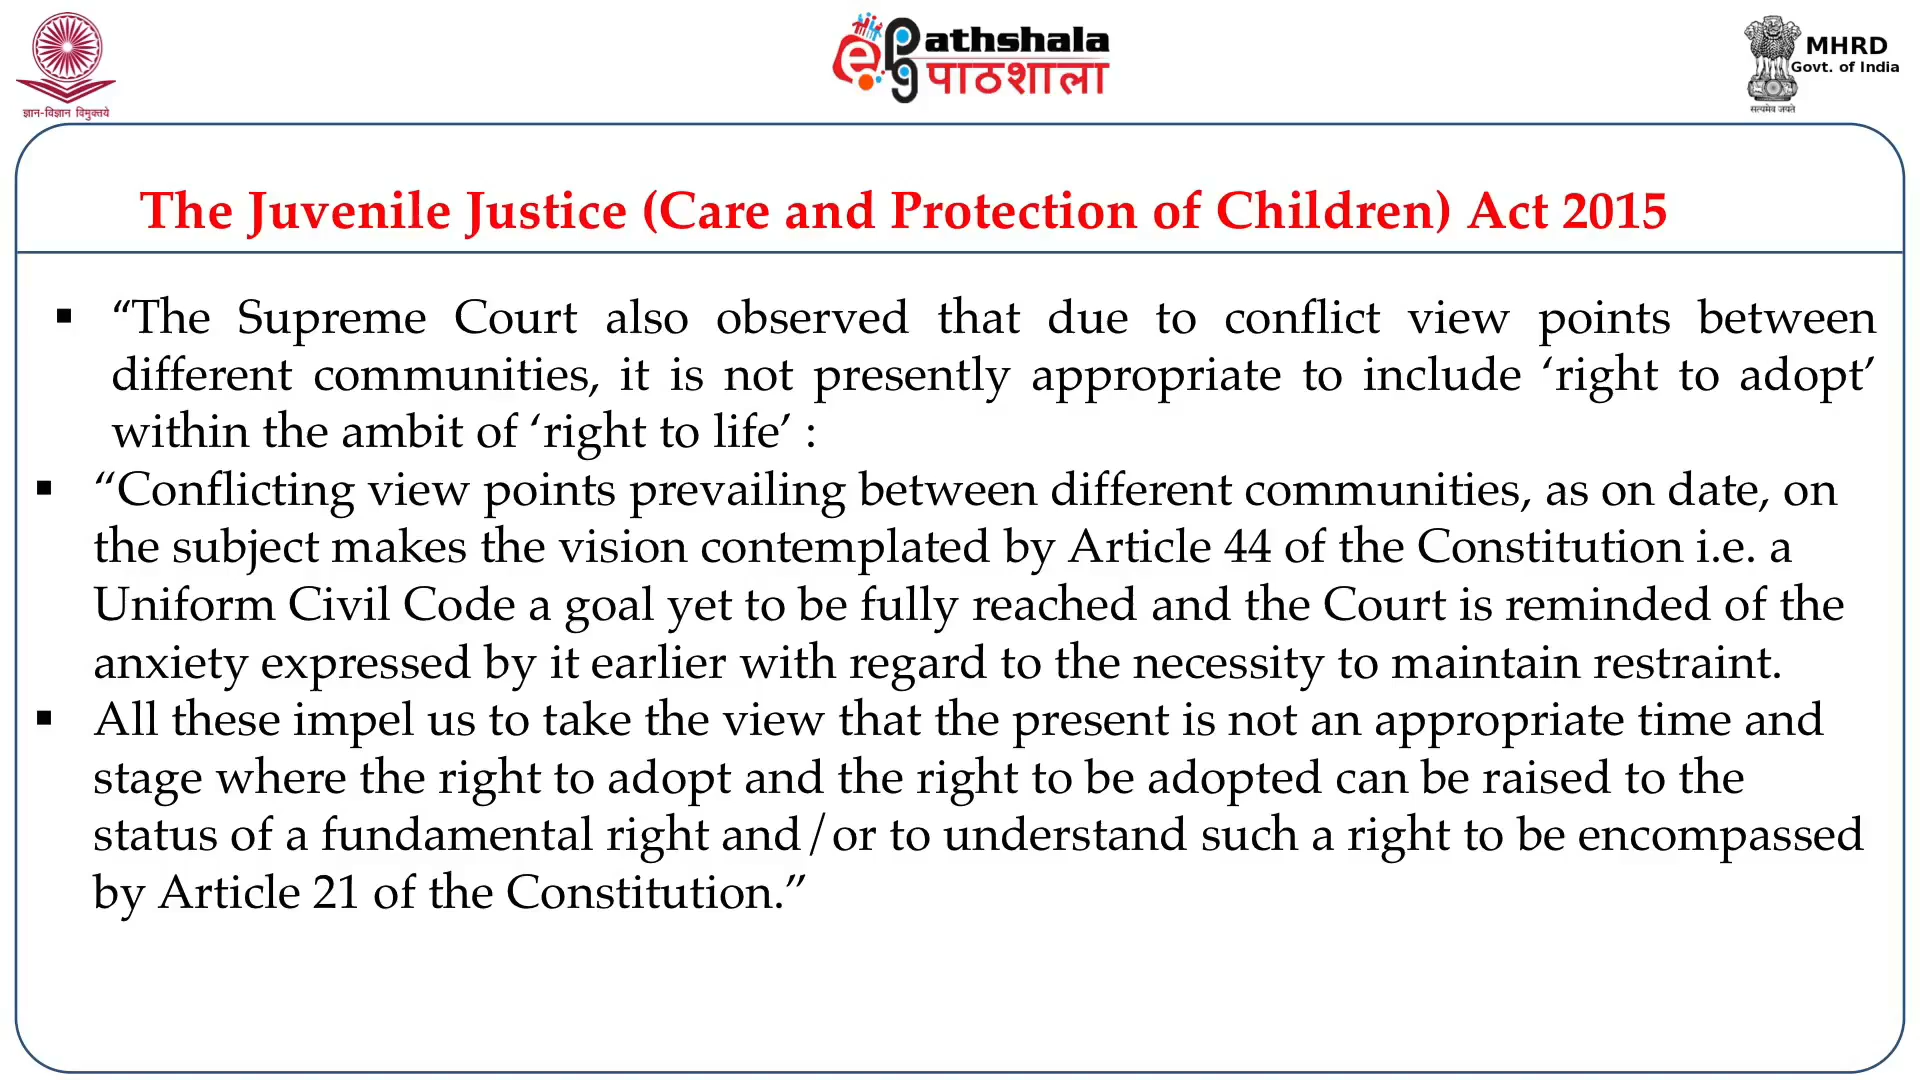 ज्ञान-विज्ञान विमुक्तये
ePathshala
पाठशाला
MHRD
Govt. of India
सत्यमेव जयते
The Juvenile Justice (Care and Protection of Children) Act 2015
▪ “The Supreme Court also observed that due to conflict view points between
different communities, it is not presently appropriate to include ‘right to adopt’
within the ambit of ‘right to life’ :
▪ “Conflicting view points prevailing between different communities, as on date, on
the subject makes the vision contemplated by Article 44 of the Constitution i.e. a
Uniform Civil Code a goal yet to be fully reached and the Court is reminded of the
anxiety expressed by it earlier with regard to the necessity to maintain restraint.
▪ All these impel us to take the view that the present is not an appropriate time and
stage where the right to adopt and the right to be adopted can be raised to the
status of a fundamental right and/or to understand such a right to be encompassed
by Article 21 of the Constitution.”